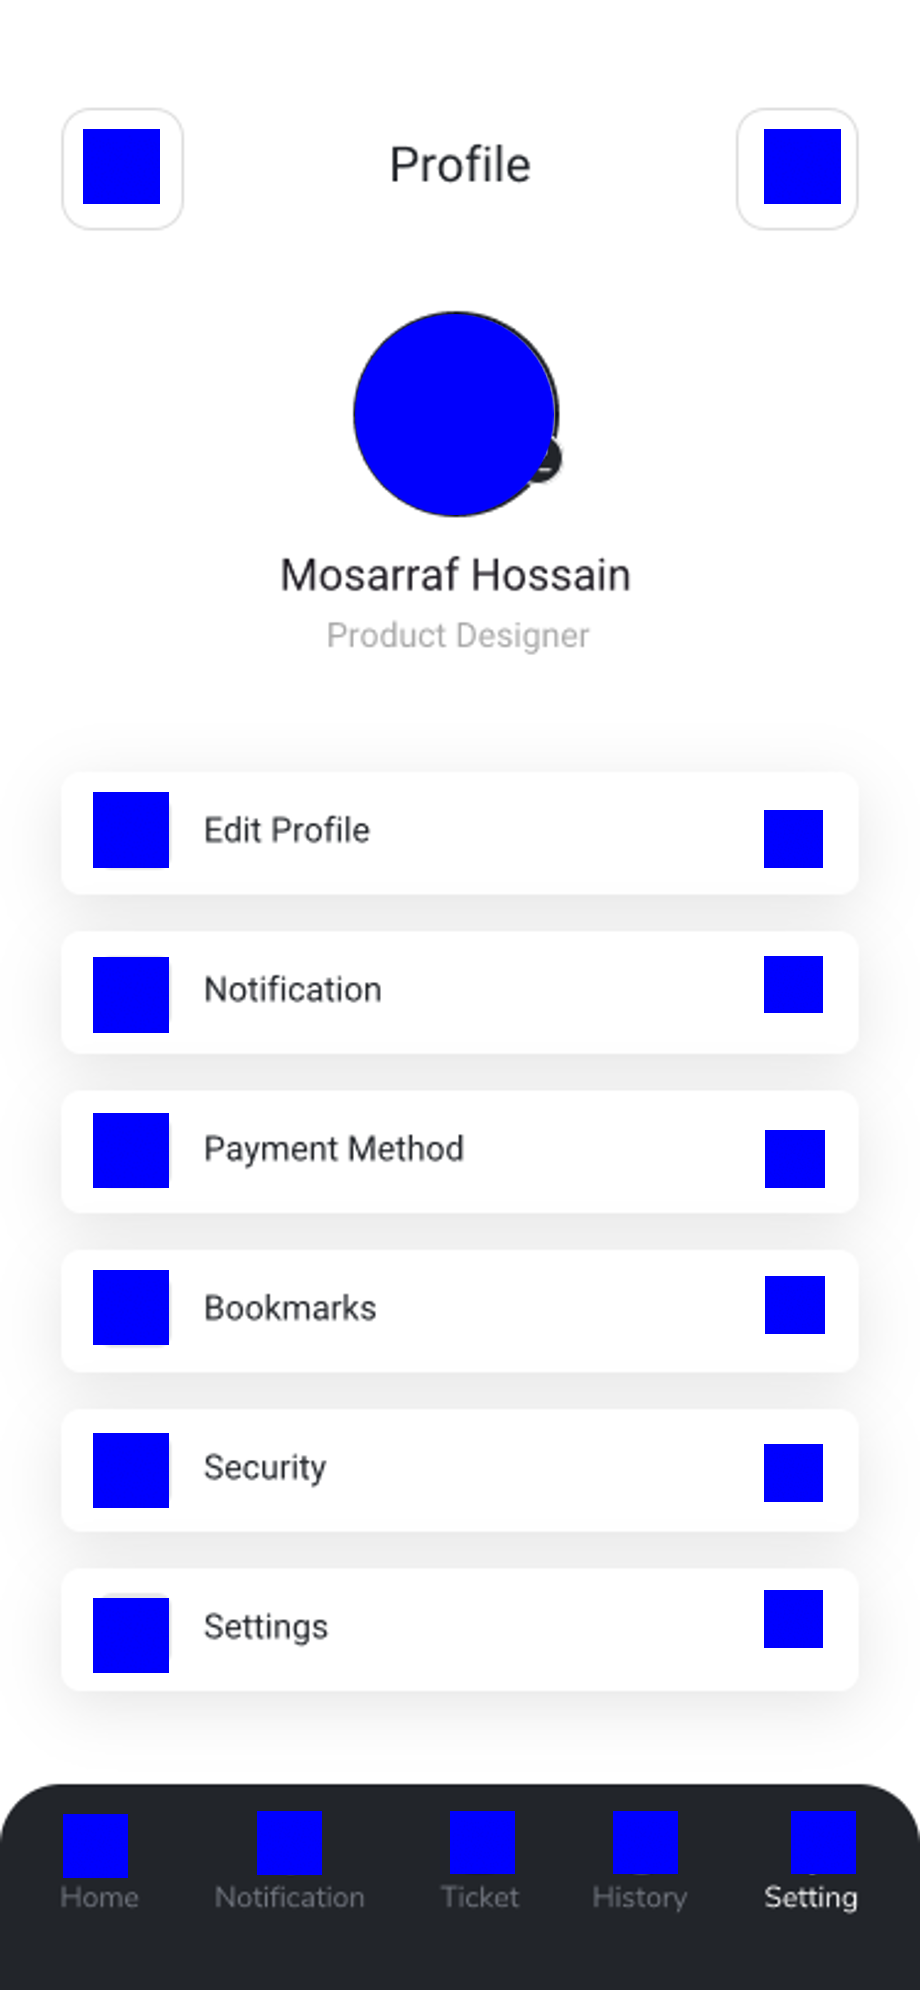 Profile
Mosarraf Hossain
Product Designer
Edit Profile
Notification
Payment Method
Bookmarks
Security
Settings
Home
Notification
Ticket
History
Setting